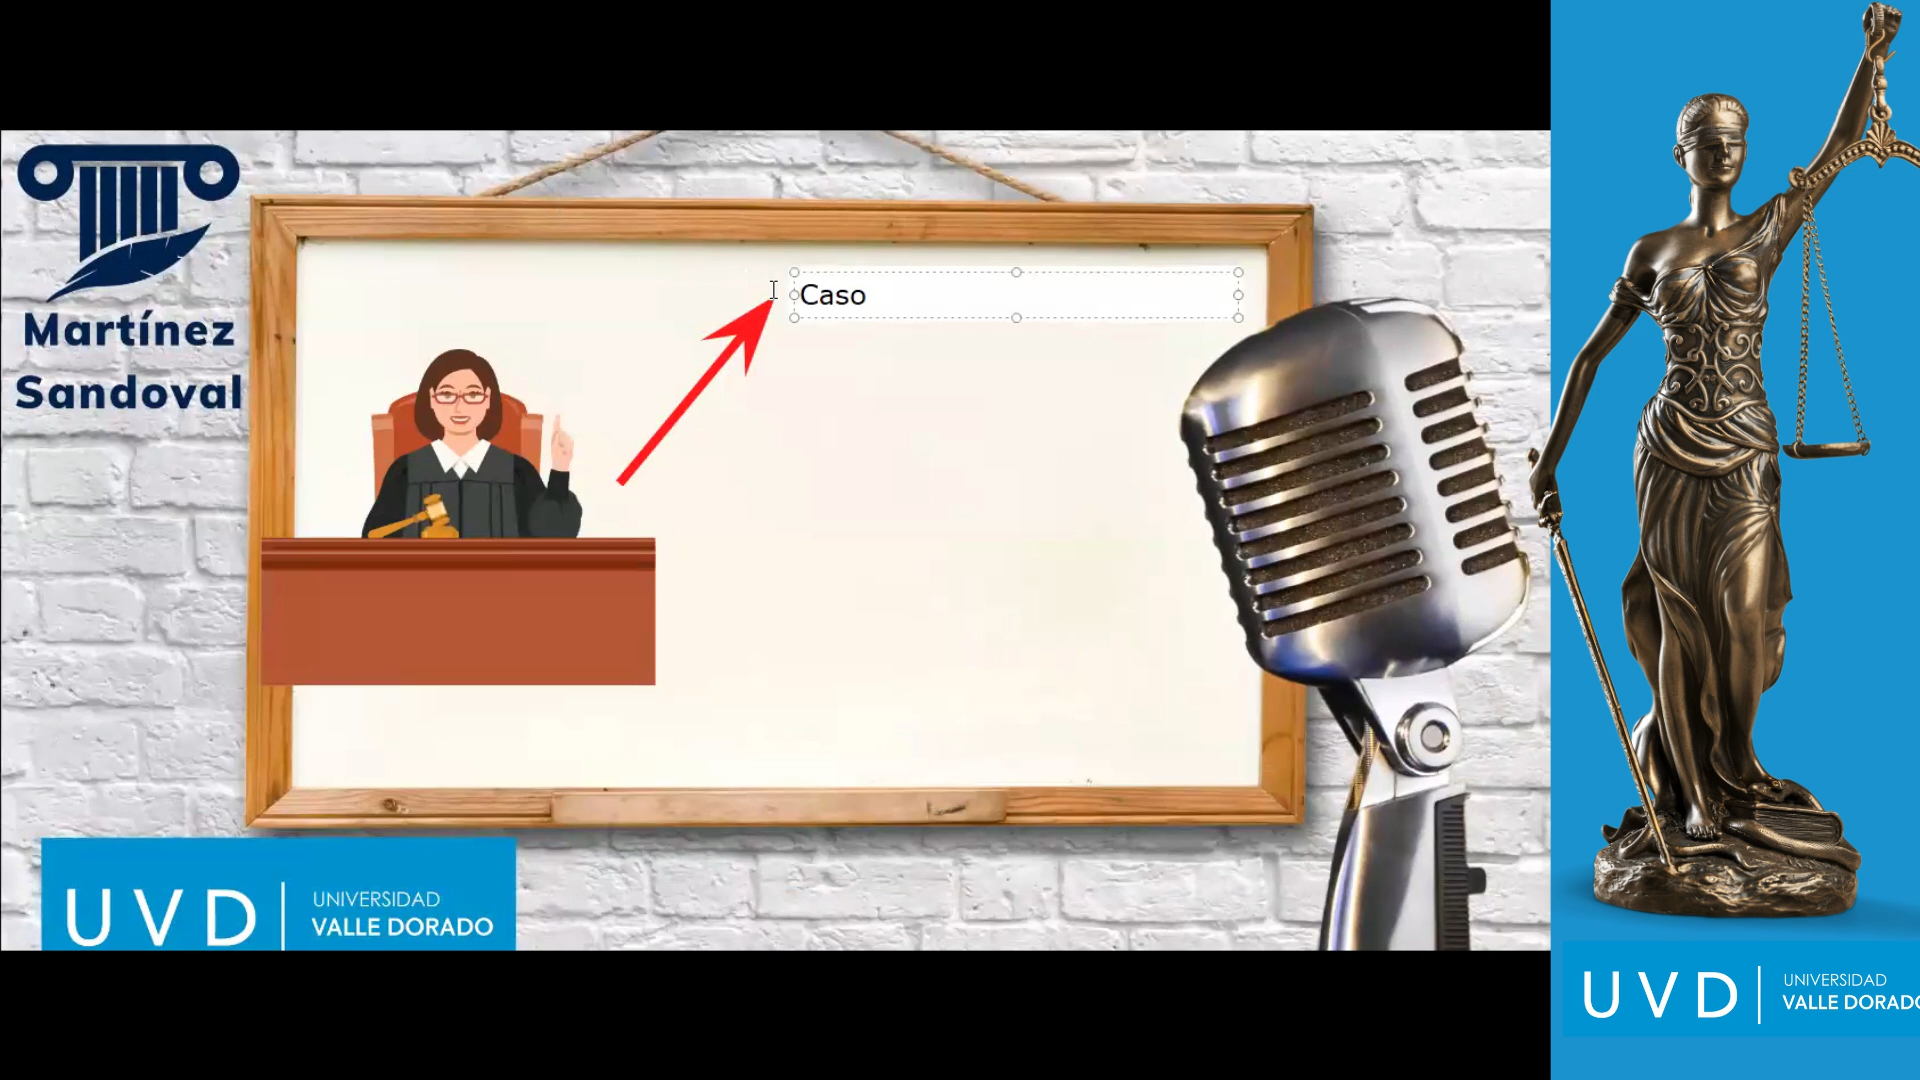 Martínez
Sandoval
Caso
UVD
UNIVERSIDAD
VALLE DORADO
UVD
UNIVERSIDAD
VALLE DORADO